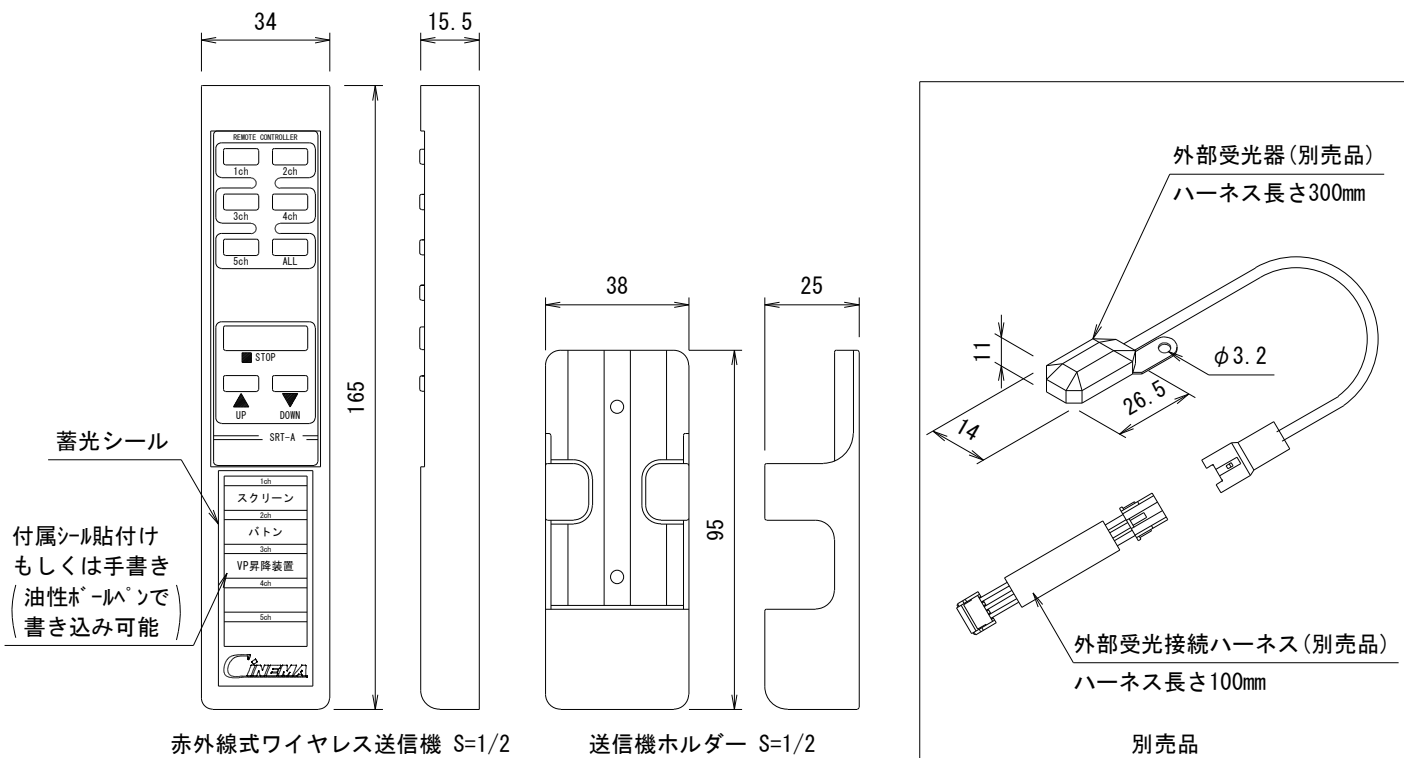 34
15.5
REMOTE CONTROLLER
1ch 2ch
3ch 4ch
5ch ALL
■ STOP
▲ ▼
UP DOWN
SRT-A
165
蓄光シール
付属シール貼付け
もしくは手書き
(油性ボールペンで
書き込み可能)
1ch
スクリーン
2ch
バトン
3ch
VP昇降装置
4ch
5ch
CINEMA
赤外線式ワイヤレス送信機 S=1/2
38
25
95
送信機ホルダー S=1/2
外部受光器(別売品)
ハーネス長さ300mm
11
φ3.2
26.5
14
外部受光接続ハーネス(別売品)
ハーネス長さ100mm
別売品